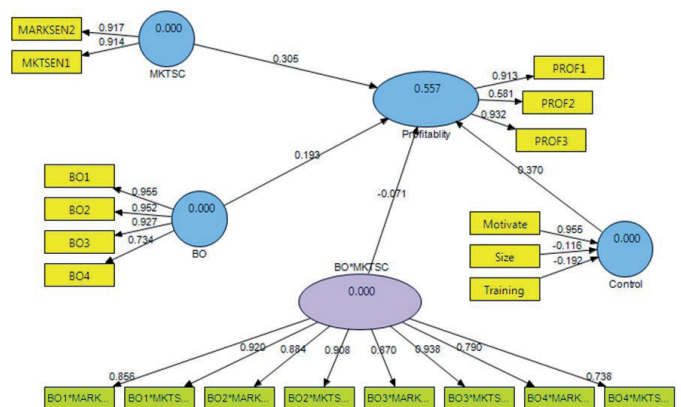 MARKSEN2
0.917
0.000
MKTSEN1
0.914
MKTSC
0.305
0.557
Profitablity
0.913
PROF1
0.581
PROF2
0.932
PROF3
0.193
-0.071
0.370
BO1
0.955
BO2
0.952
0.000
BO3
0.927
BO4
0.734
BO
Motivate
0.955
0.000
Size
-0.116
Training
-0.192
Control
BO*MKTSC
0.000
0.856
0.920
0.884
0.908
0.870
0.938
0.790
0.738
BO1*MARK...
BO1*MKTS...
BO2*MARK...
BO2*MKTS...
BO3*MARK...
BO3*MKTS...
BO4*MARK...
BO4*MKTS...